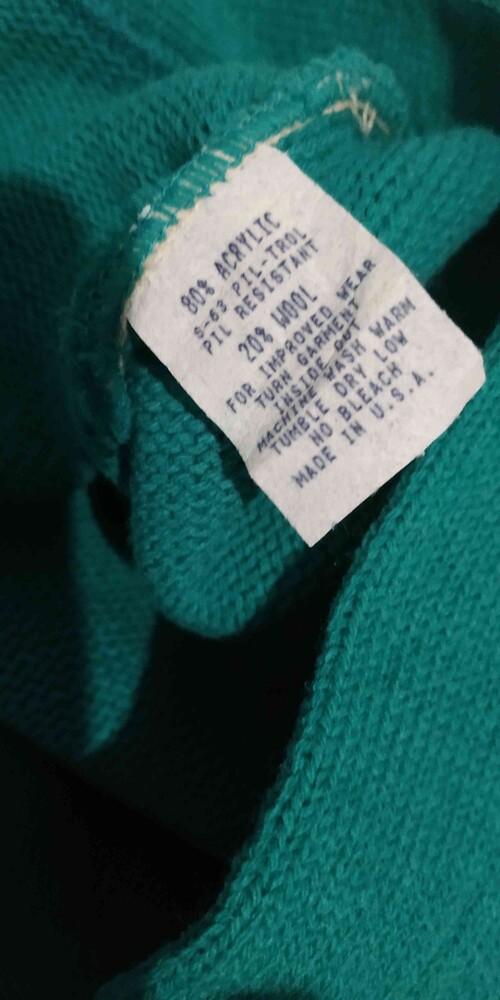 80% ACRYLIC
S-63 PIL-TROL
PIL RESISTANT
20% WOOL
FOR IMPROVED WEAR
TURN GARMENT
INSIDE OUT
MACHINE WASH WARM
TUMBLE DRY LOW
NO BLEACH
MADE IN U.S.A.